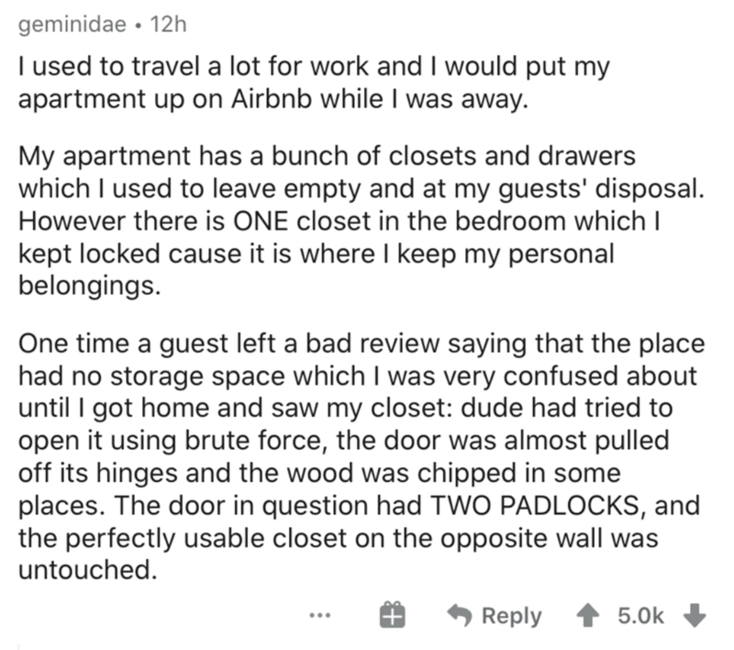 geminidae • 12h
I used to travel a lot for work and I would put my
apartment up on Airbnb while I was away.
My apartment has a bunch of closets and drawers
which I used to leave empty and at my guests' disposal.
However there is ONE closet in the bedroom which I
kept locked cause it is where I keep my personal
belongings.
One time a guest left a bad review saying that the place
had no storage space which I was very confused about
until I got home and saw my closet: dude had tried to
open it using brute force, the door was almost pulled
off its hinges and the wood was chipped in some
places. The door in question had TWO PADLOCKS, and
the perfectly usable closet on the opposite wall was
untouched.
... Reply 5.0k